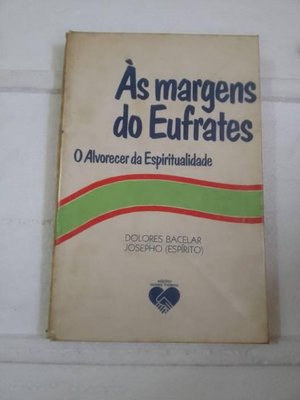 Às margens
do Eufrates
O Alvorecer da Espiritualidade
DOLORES BACELAR
JOSEPHO (ESPÍRITO)